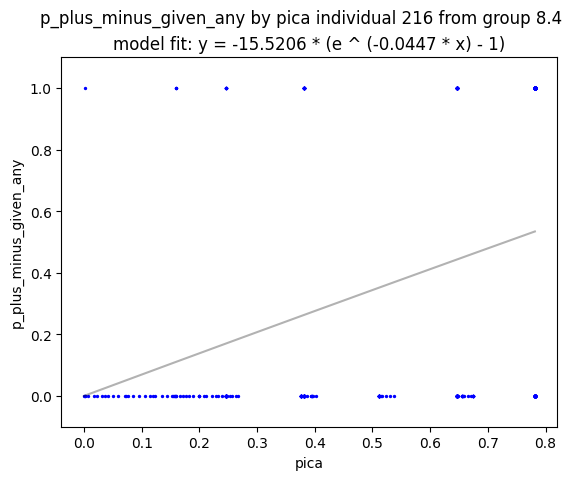 p_plus_minus_given_any by pica individual 216 from group 8.4
model fit: y = -15.5206 * (e ^ (-0.0447 * x) - 1)
p_plus_minus_given_any
1.0
0.8
0.6
0.4
0.2
0.0
0.0 0.1 0.2 0.3 0.4 0.5 0.6 0.7 0.8
pica